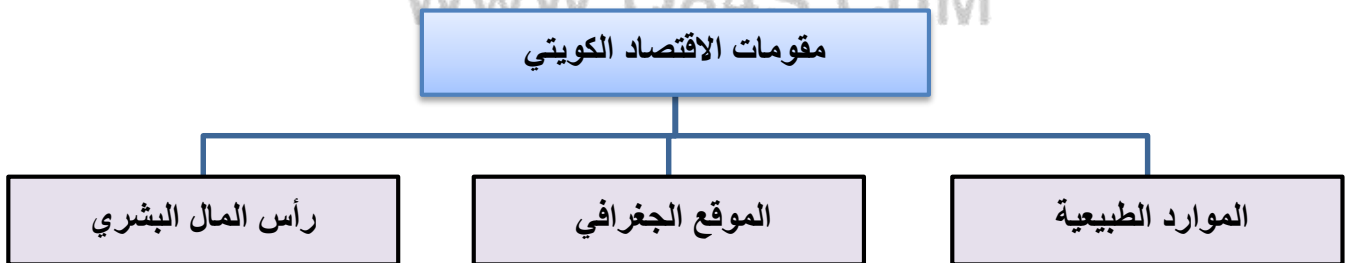 مقومات الاقتصاد الكويتي
الموارد الطبيعية
الموقع الجغرافي
رأس المال البشري